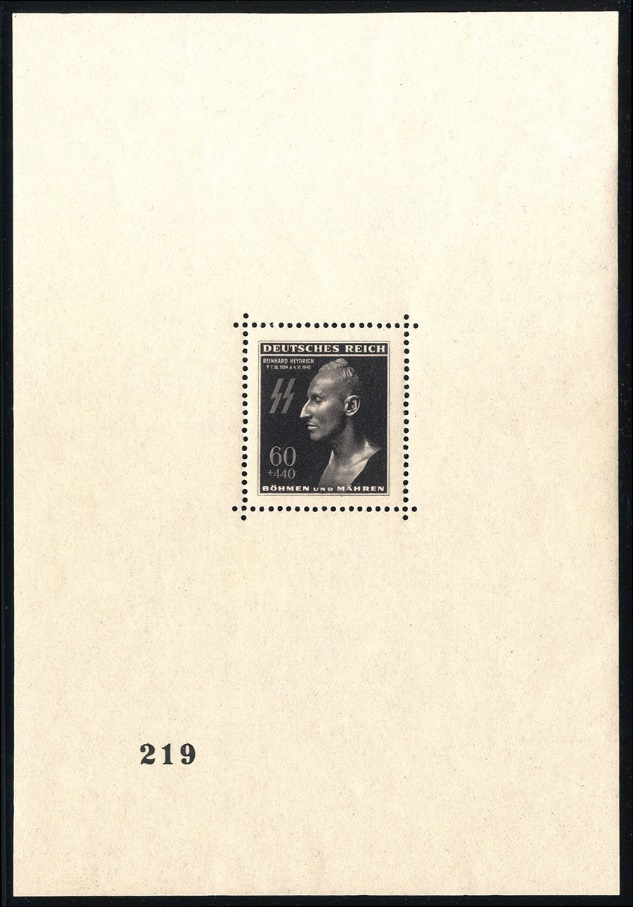 DEUTSCHES REICH
REINHARD HEYDRICH
* 7. III. 1904 ⚔ 4. VI. 1942
60
+440
BÖHMEN UND MÄHREN
219